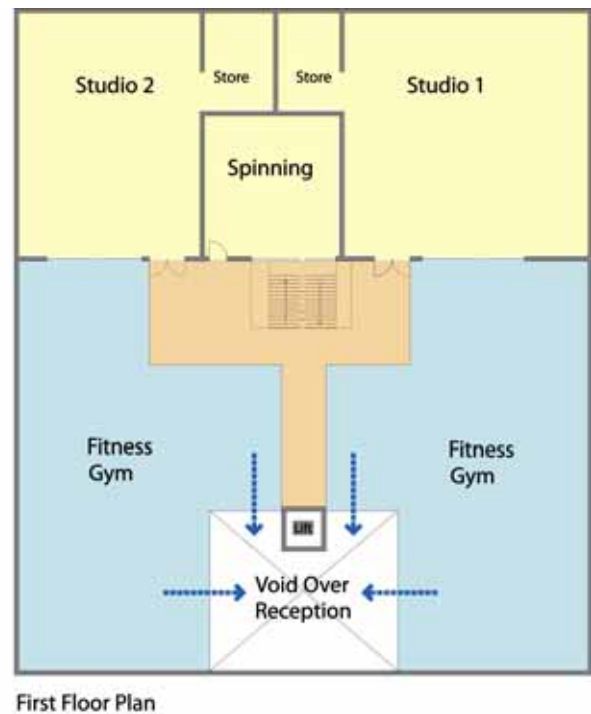 Studio 2
Store
Store
Studio 1
Spinning
Fitness
Gym
Fitness
Gym
Lift
Void Over
Reception
First Floor Plan